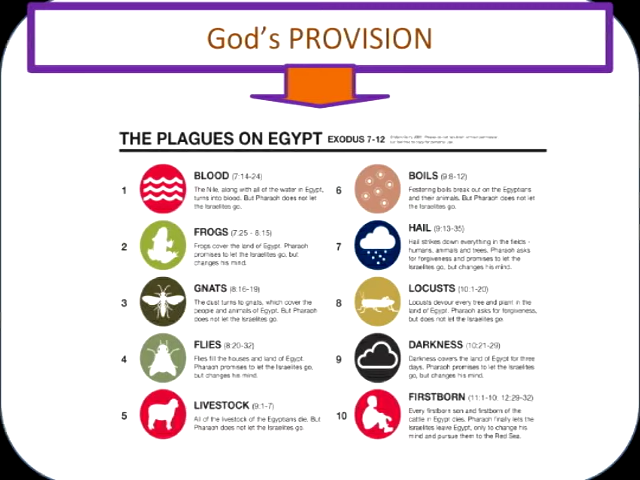 God's PROVISION
THE PLAGUES ON EGYPT EXODUS 7-12
1
BLOOD (7:14-24)
The Nile, along with all of the water in Egypt,
turns into blood. But Pharaoh does not let
the Israelites go.
2
FROGS (7:25 - 8:15)
Frogs cover the land of Egypt. Pharaoh
promises to let the Israelites go, but
changes his mind.
3
GNATS (8:16-19)
The dust turns to gnats, which cover the
people and animals of Egypt. But Pharaoh
does not let the Israelites go.
4
FLIES (8:20-32)
Flies fill the houses and land of Egypt.
Pharaoh promises to let the Israelites go,
but changes his mind.
5
LIVESTOCK (9:1-7)
All of the livestock of the Egyptians die. But
Pharaoh does not let the Israelites go.
6
BOILS (9:8-12)
Festering boils break out on the Egyptians
and their animals. But Pharaoh does not let
the Israelites go.
7
HAIL (9:13-35)
Hail strikes down everything in the fields -
humans, animals and trees. Pharaoh asks
for forgiveness and promises to let the
Israelites go, but changes his mind.
8
LOCUSTS (10:1-20)
Locusts devour every tree and plant in the
land of Egypt. Pharaoh asks for forgiveness,
but does not let the Israelites go.
9
DARKNESS (10:21-29)
Darkness covers the land of Egypt for three
days. Pharaoh promises to let the Israelites
go, but changes his mind.
10
FIRSTBORN (11:1-10; 12:29-32)
Every firstborn son and firstborn of the
cattle in Egypt dies. Pharaoh finally lets the
Israelites leave Egypt, only to change his
mind and pursue them to the Red Sea.